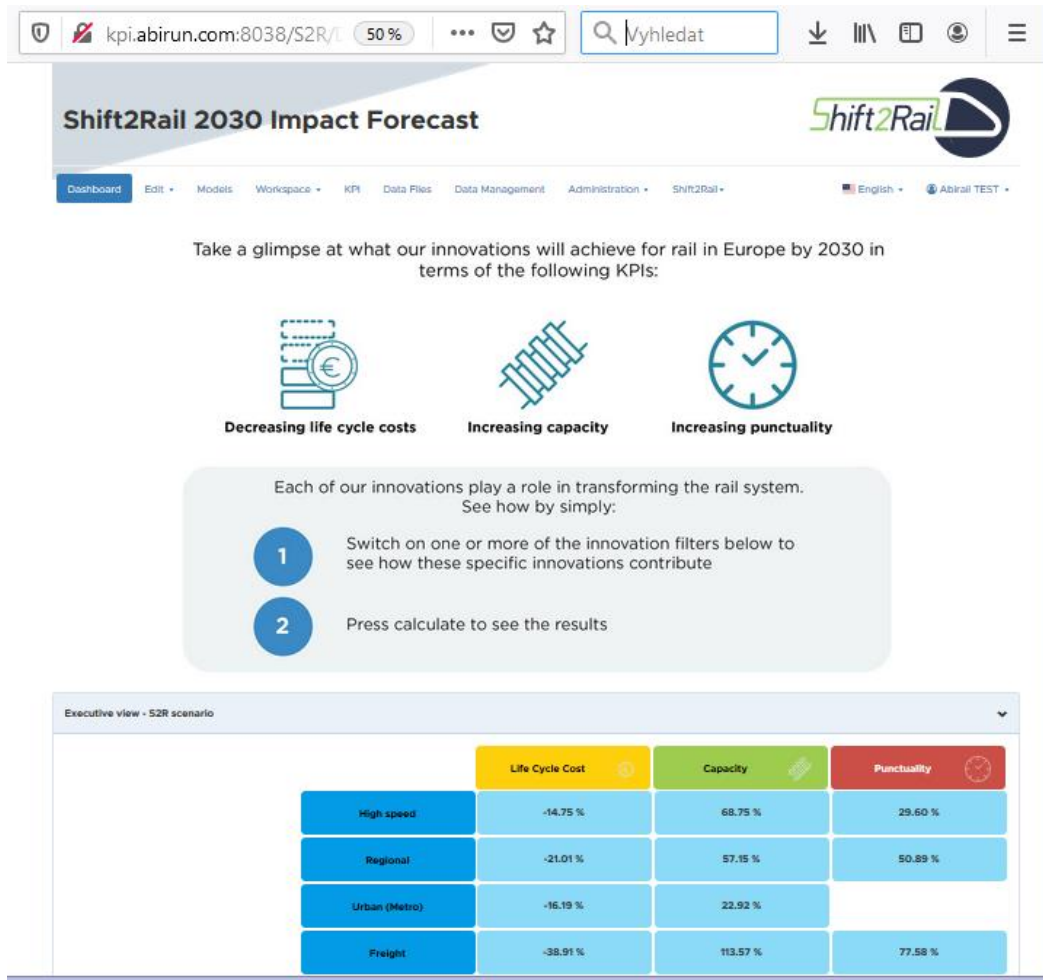 kpi.abirun.com:8038/S2R/ 50 % Vyhledat
Shift2Rail 2030 Impact Forecast
Shift2Rail
Dashboard Edit Models Workspace KPI Data Files Data Management Administration Shift2Rail English Abirail TEST
Take a glimpse at what our innovations will achieve for rail in Europe by 2030 in
terms of the following KPIs:
€
Decreasing life cycle costs Increasing capacity Increasing punctuality
Each of our innovations play a role in transforming the rail system.
See how by simply:
1 Switch on one or more of the innovation filters below to
see how these specific innovations contribute
2 Press calculate to see the results
Executive view - S2R scenario
Life Cycle Cost Capacity Punctuality
High speed -14.75 % 68.75 % 29.60 %
Regional -21.01 % 57.15 % 50.89 %
Urban (Metro) -16.19 % 22.92 %
Freight -38.91 % 113.57 % 77.58 %